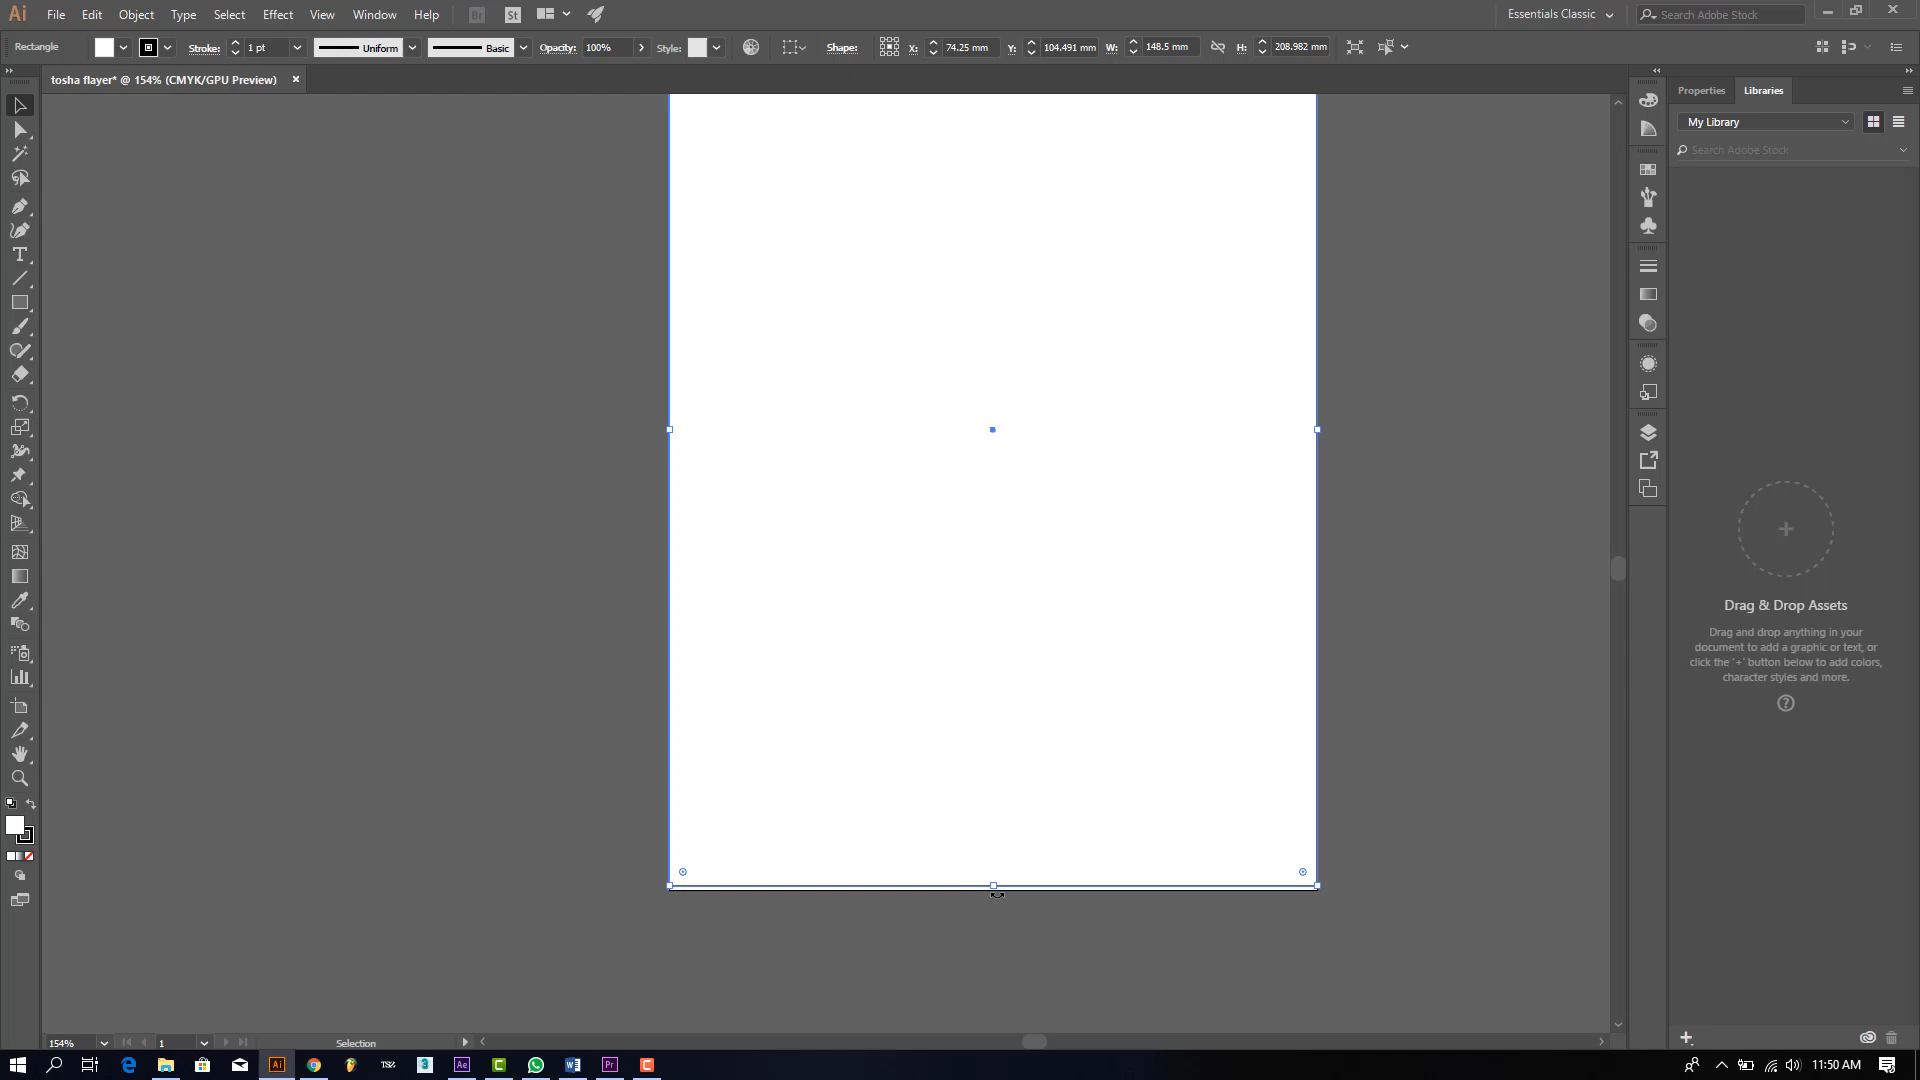 Ai File Edit Object Type Select Effect View Window Help Br St Essentials Classic Search Adobe Stock
Rectangle Stroke: 1 pt Uniform Basic Opacity: 100% Style: Shape: X: 74.25 mm Y: 104.491 mm W: 148.5 mm H: 208.982 mm
tosha flayer* @ 154% (CMYK/GPU Preview) ×
Properties Libraries
My Library
Search Adobe Stock
Drag & Drop Assets
Drag and drop anything in your
document to add a graphic or text, or
click the '+' button below to add colors,
character styles and more.
154% 1 Selection
11:50 AM